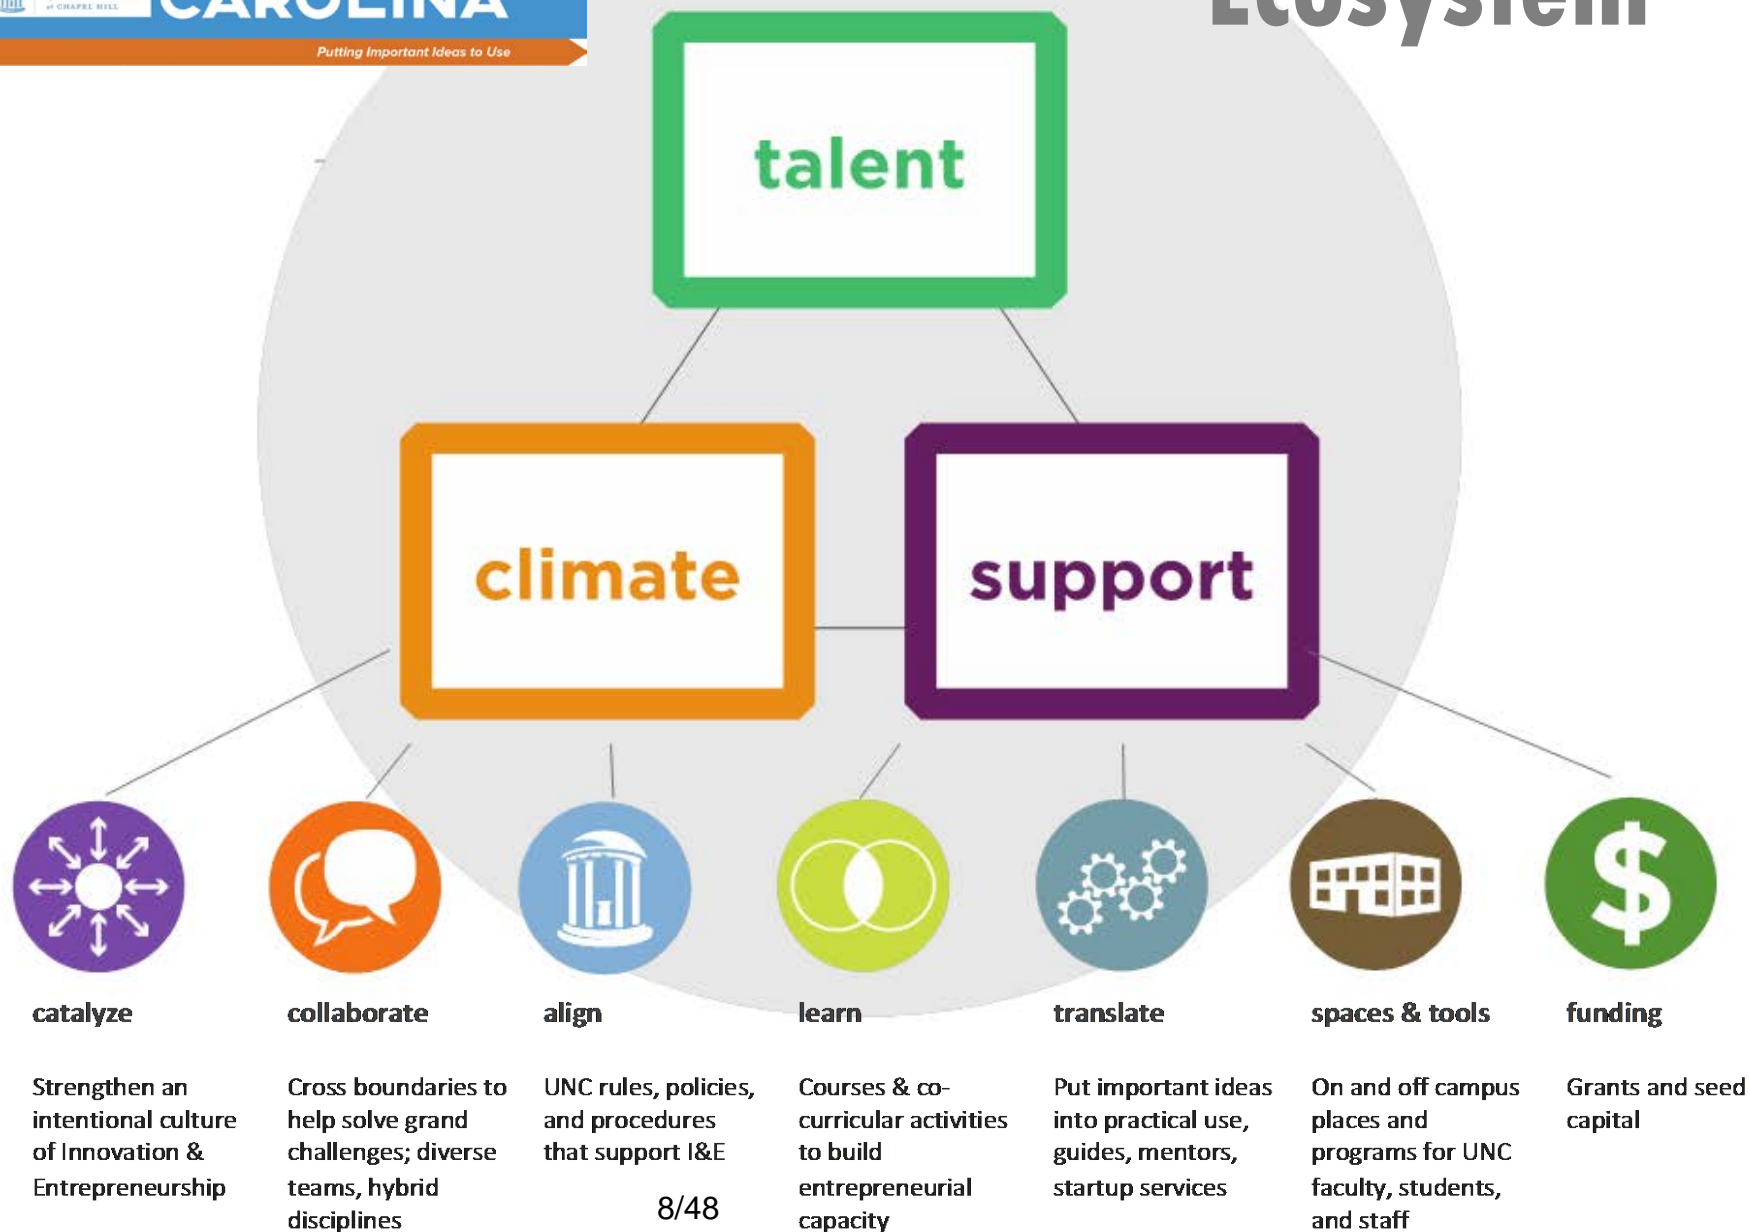 of CHAPEL HILL
CAROLINA
Putting Important Ideas to Use
Ecosystem
talent
climate
support
catalyze
Strengthen an
intentional culture
of Innovation &
Entrepreneurship
collaborate
Cross boundaries to
help solve grand
challenges; diverse
teams, hybrid
disciplines
align
UNC rules, policies,
and procedures
that support I&E
learn
Courses & co-
curricular activities
to build
entrepreneurial
capacity
translate
Put important ideas
into practical use,
guides, mentors,
startup services
spaces & tools
On and off campus
places and
programs for UNC
faculty, students,
and staff
$
funding
Grants and seed
capital
8/48